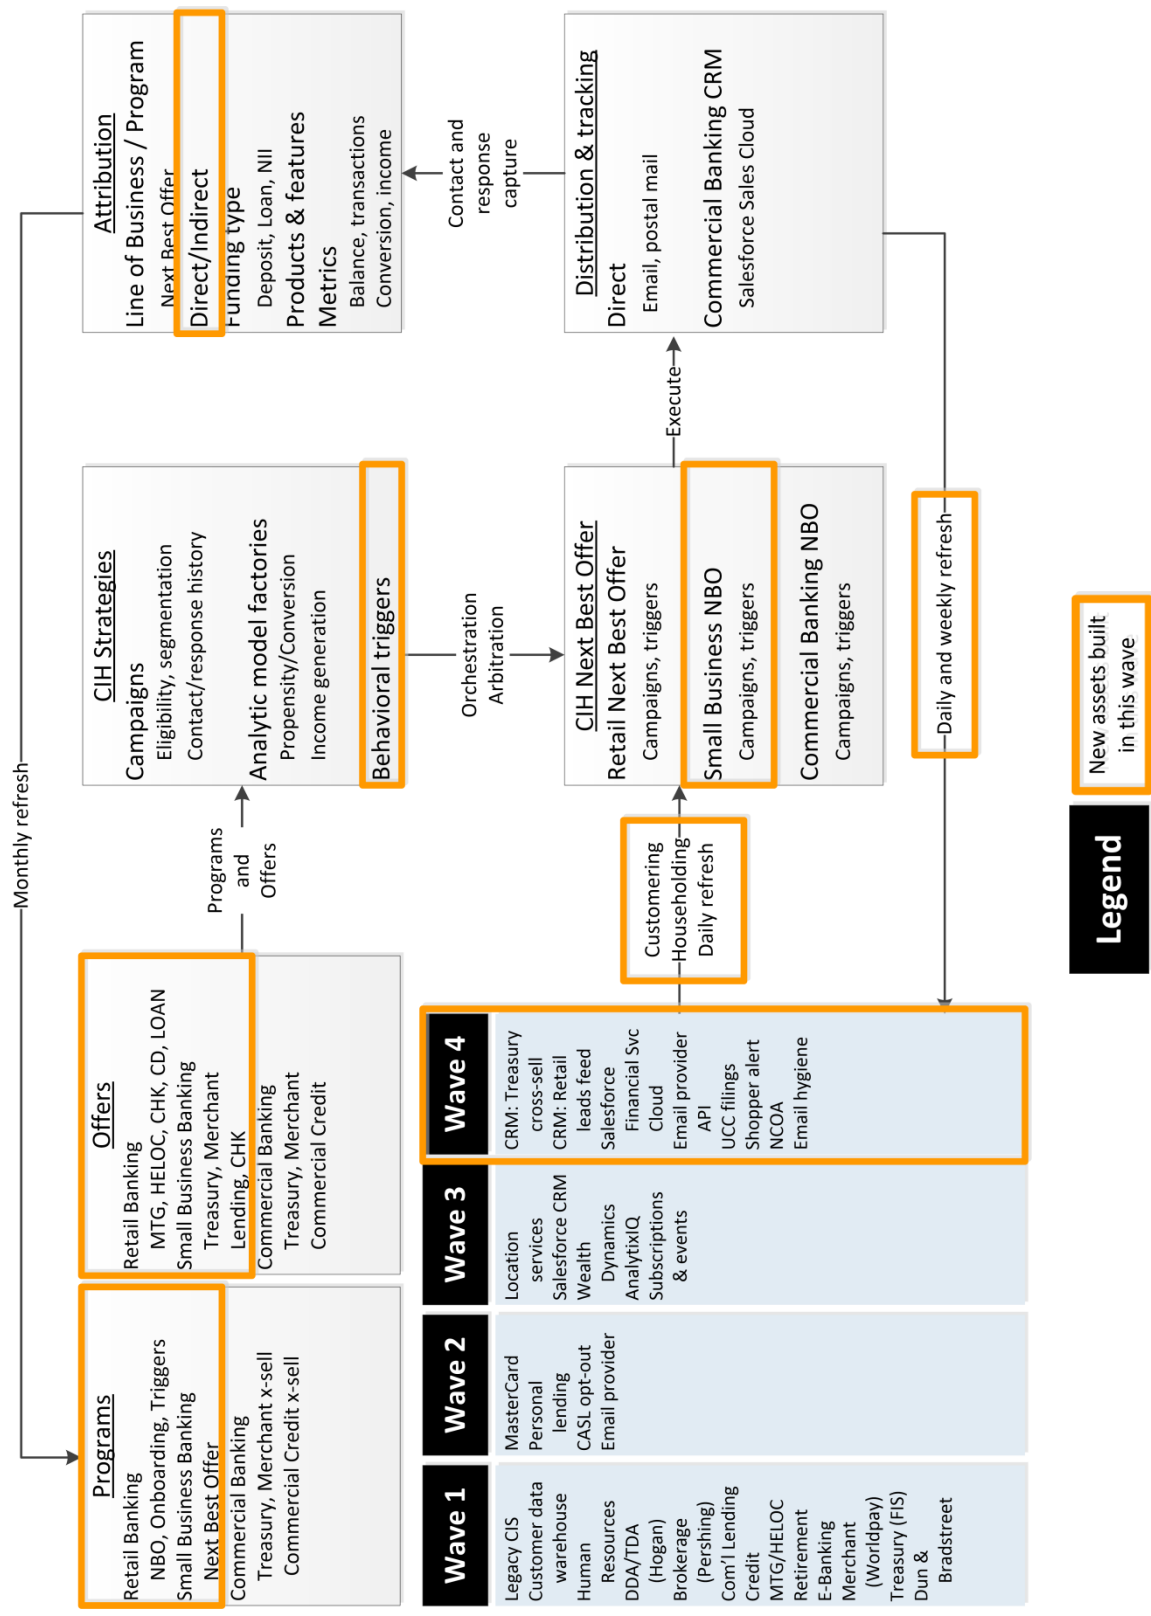 Monthly refresh
Programs
Retail Banking
NBO, Onboarding, Triggers
Small Business Banking
Next Best Offer
Commercial Banking
Treasury, Merchant x-sell
Commercial Credit x-sell
Offers
Retail Banking
MTG, HELOC, CHK, CD, LOAN
Small Business Banking
Treasury, Merchant
Lending, CHK
Commercial Banking
Treasury, Merchant
Commercial Credit
Programs
and
Offers
CIH Strategies
Campaigns
Eligibility, segmentation
Contact/response history
Analytic model factories
Propensity/Conversion
Income generation
Behavioral triggers
Attribution
Line of Business / Program
Next Best Offer
Direct/Indirect
Funding type
Deposit, Loan, NII
Products & features
Metrics
Balance, transactions
Conversion, income
Orchestration
Arbitration
Contact and
response
capture
Wave 1
Legacy CIS
Customer data
warehouse
Human
Resources
DDA/TDA
(Hogan)
Brokerage
(Pershing)
Com'l Lending
Credit
MTG/HELOC
Retirement
E-Banking
Merchant
(Worldpay)
Treasury (FIS)
Dun &
Bradstreet
Wave 2
MasterCard
Personal
lending
CASL opt-out
Email provider
Wave 3
Location
services
Salesforce CRM
Wealth
Dynamics
AnalytixIQ
Subscriptions
& events
Wave 4
CRM: Treasury
cross-sell
CRM: Retail
leads feed
Salesforce
Financial Svc
Cloud
Email provider
API
UCC filings
Shopper alert
NCOA
Email hygiene
Customering
Householding
Daily refresh
CIH Next Best Offer
Retail Next Best Offer
Campaigns, triggers
Small Business NBO
Campaigns, triggers
Commercial Banking NBO
Campaigns, triggers
Execute
Distribution & tracking
Direct
Email, postal mail
Commercial Banking CRM
Salesforce Sales Cloud
Daily and weekly refresh
Legend
New assets built
in this wave